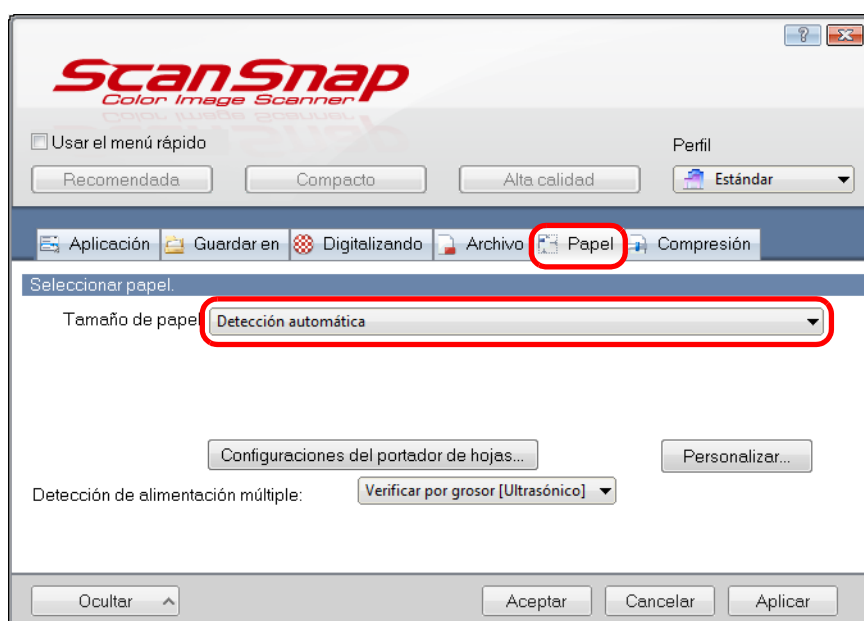 ScanSnap
Color Image Scanner
Usar el menú rápido
Perfil
Recomendada Compacto Alta calidad Estándar
Aplicación Guardar en Digitalizando Archivo Papel Compresión
Seleccionar papel.
Tamaño de papel Detección automática
Configuraciones del portador de hojas... Personalizar...
Detección de alimentación múltiple: Verificar por grosor [Ultrasónico]
Ocultar Aceptar Cancelar Aplicar